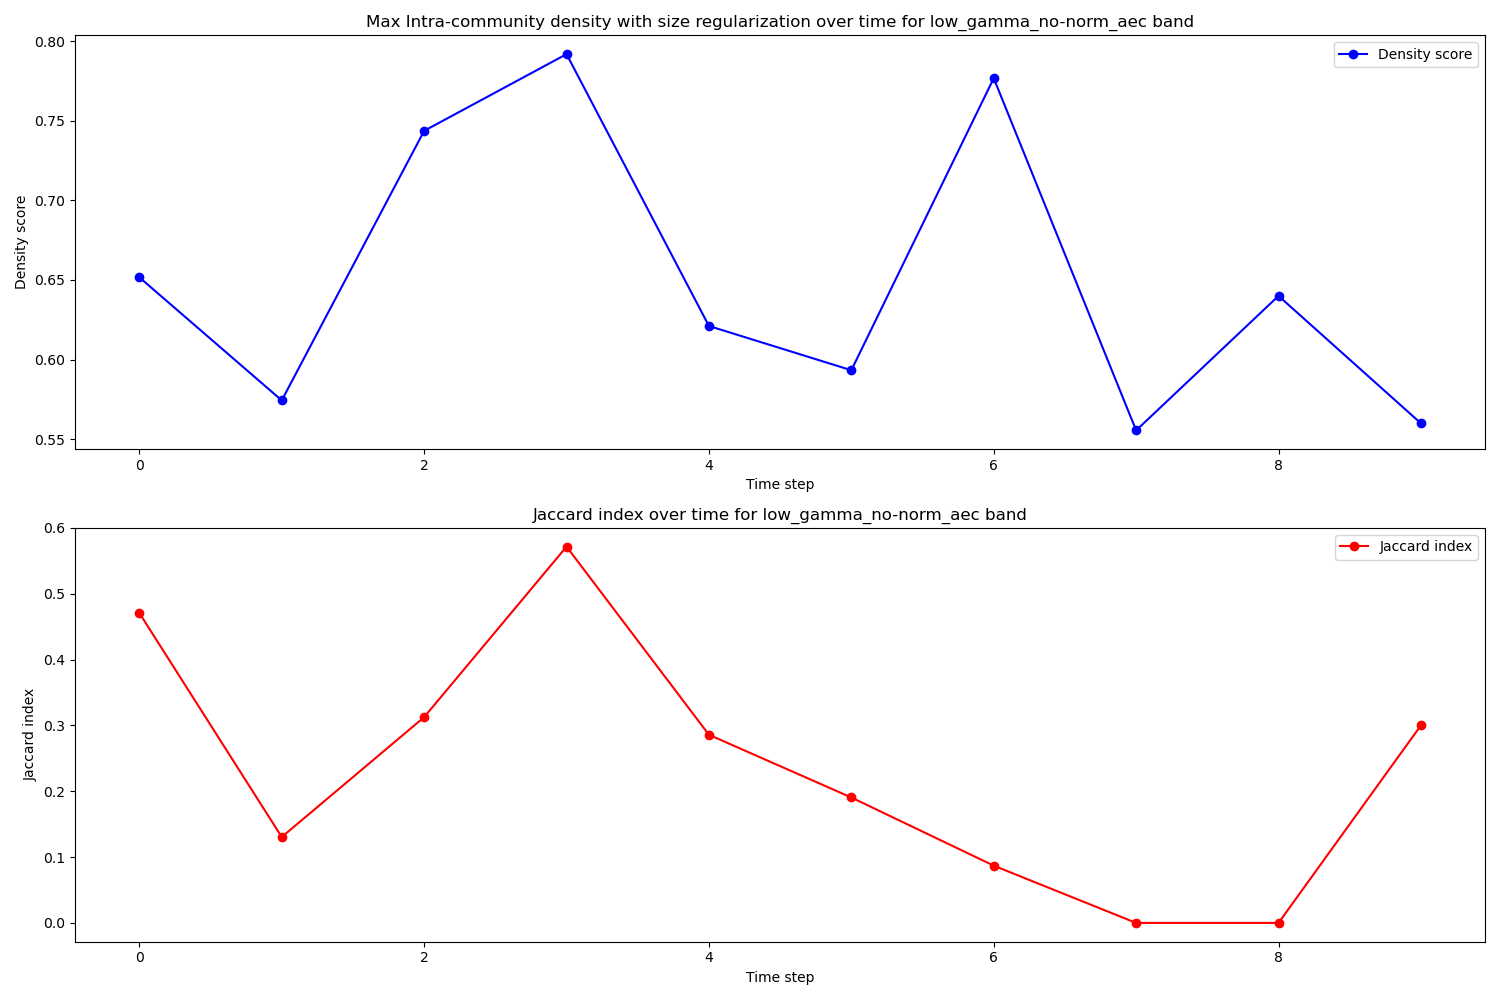 Max Intra-community density with size regularization over time for low_gamma_no-norm_aec band
Density score
0.80
0.75
0.70
0.65
0.60
0.55
Density score
0
2
4
6
8
Time step
Jaccard index over time for low_gamma_no-norm_aec band
Jaccard index
0.6
0.5
0.4
0.3
0.2
0.1
0.0
Jaccard index
0
2
4
6
8
Time step